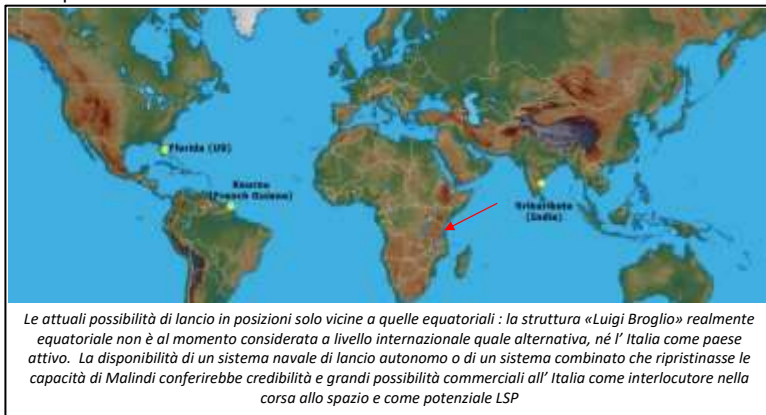 Florida (US)
Kourou
(French Guiana)
Sriharikota
(India)
Le attuali possibilità di lancio in posizioni solo vicine a quelle equatoriali : la struttura «Luigi Broglio» realmente
equatoriale non è al momento considerata a livello internazionale quale alternativa, né l’ Italia come paese
attivo. La disponibilità di un sistema navale di lancio autonomo o di un sistema combinato che ripristinasse le
capacità di Malindi conferirebbe credibilità e grandi possibilità commerciali all’ Italia come interlocutore nella
corsa allo spazio e come potenziale LSP